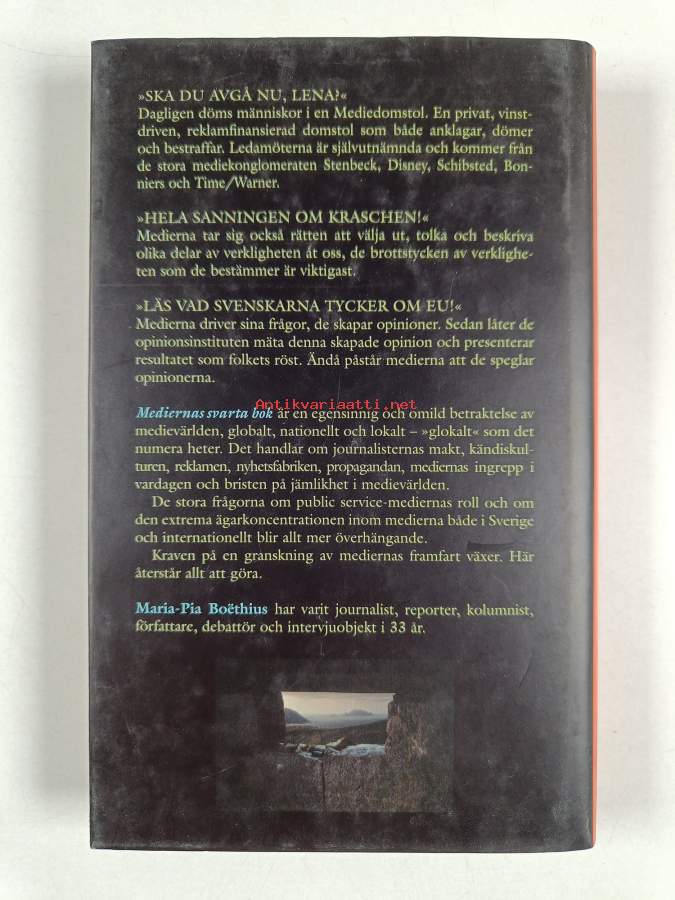 »SKA DU AVGÅ NU, LENA?«
Dagligen döms människor i en Mediedomstol. En privat, vinst-
driven, reklamfinansierad domstol som både anklagar, dömer
och bestraffar. Ledamöterna är självutnämnda och kommer från
de stora mediekonglomeraten Stenbeck, Disney, Schibsted, Bon-
niers och Time/Warner.
»HELA SANNINGEN OM KRASCHEN!«
Medierna tar sig också rätten att välja ut, tolka och beskriva
olika delar av verkligheten åt oss, de brottstycken av verklighe-
ten som de bestämmer är viktigast.
»LÄS VAD SVENSKARNA TYCKER OM EU!«
Medierna driver sina frågor, de skapar opinioner. Sedan låter de
opinionsinstituten mäta denna skapade opinion och presenterar
resultatet som folkets röst. Ändå påstår medierna att de speglar
opinionerna.
Antikvariaatti.net
Mediernas svarta bok är en egensinnig och omild betraktelse av
medievärlden, globalt, nationellt och lokalt – »glokalt« som det
numera heter. Det handlar om journalisternas makt, kändiskul-
turen, reklamen, nyhetsfabriken, propagandan, mediernas ingrepp i
vardagen och bristen på jämlikhet i medievärlden.
De stora frågorna om public service-mediernas roll och om
den extrema ägarkoncentrationen inom medierna både i Sverige
och internationellt blir allt mer överhängande.
Kraven på en granskning av mediernas framfart växer. Här
återstår allt att göra.
Maria-Pia Boëthius har varit journalist, reporter, kolumnist,
författare, debattör och intervjuobjekt i 33 år.